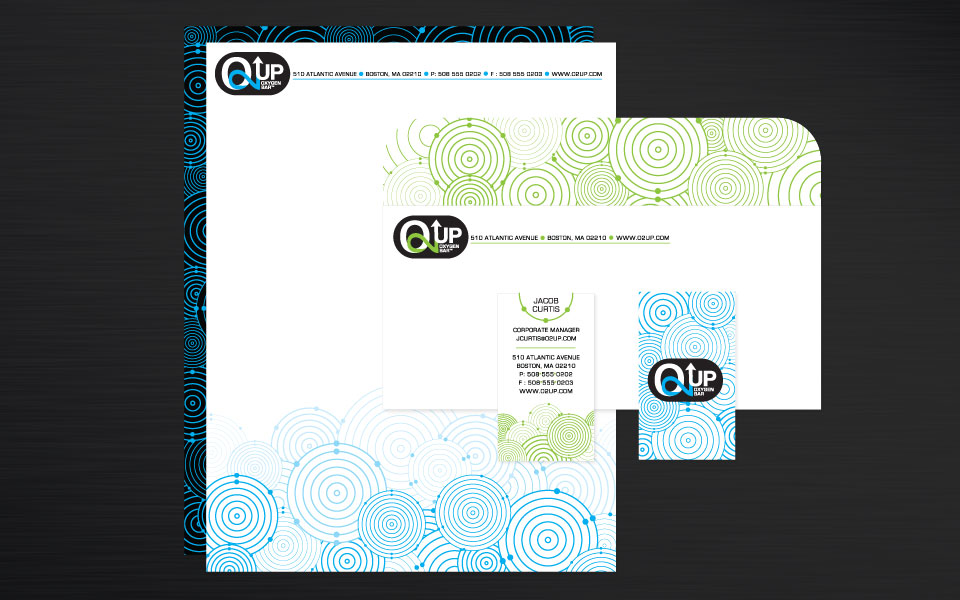 O2UP
OXYGEN
BAR™
510 ATLANTIC AVENUE ● BOSTON, MA 02210 ● P: 508 555 0202 ● F : 508 555 0203 ● WWW.O2UP.COM
O2UP
OXYGEN
BAR™
510 ATLANTIC AVENUE ● BOSTON, MA 02210 ● WWW.O2UP.COM
JACOB
CURTIS
CORPORATE MANAGER
JCURTIS@O2UP.COM
510 ATLANTIC AVENUE
BOSTON, MA 02210
P: 508-555-0202
F : 508-555-0203
WWW.O2UP.COM
O2UP
OXYGEN
BAR